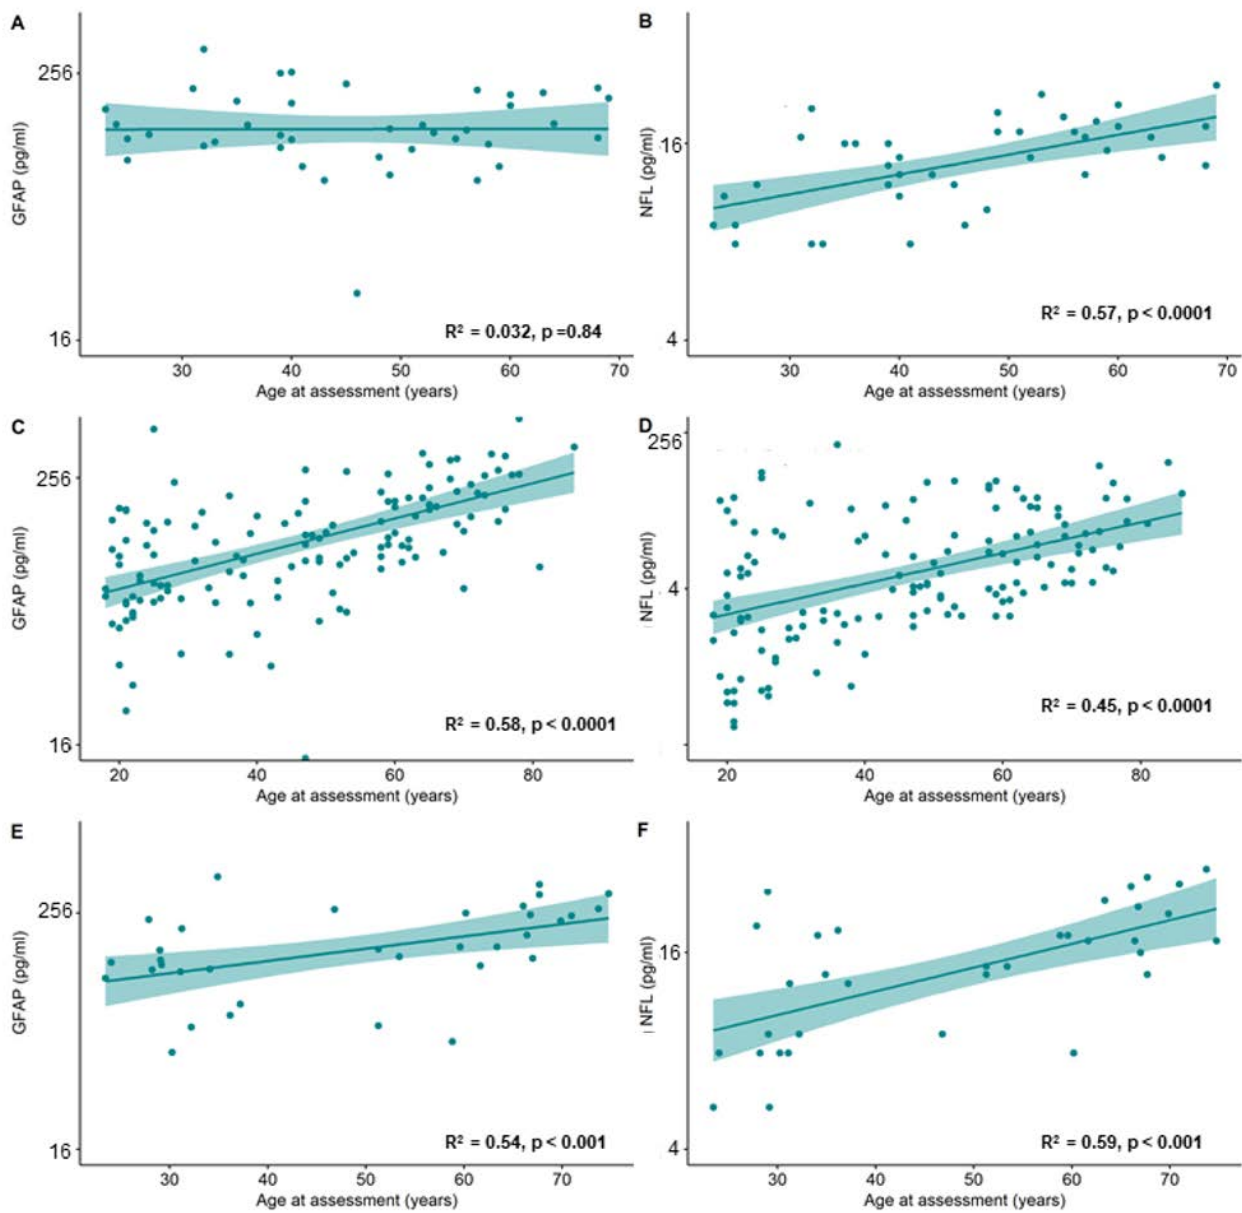 A
B
256
16
GFAP (pg/ml)
NFL (pg/ml)
R² = 0.032, p =0.84
R² = 0.57, p < 0.0001
16
4
30 40 50 60 70
30 40 50 60 70
Age at assessment (years)
Age at assessment (years)
C
D
256
256
GFAP (pg/ml)
NFL (pg/ml)
4
R² = 0.58, p < 0.0001
R² = 0.45, p < 0.0001
16
20 40 60 80
20 40 60 80
Age at assessment (years)
Age at assessment (years)
E
F
256
16
GFAP (pg/ml)
NFL (pg/ml)
R² = 0.54, p < 0.001
R² = 0.59, p < 0.001
16
4
30 40 50 60 70
30 40 50 60 70
Age at assessment (years)
Age at assessment (years)